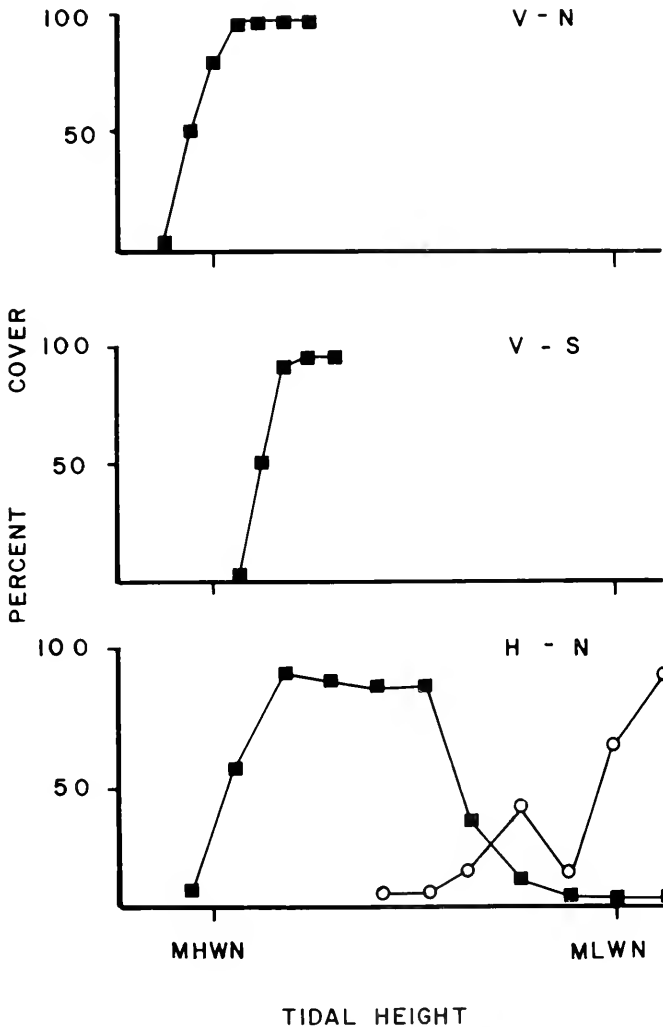 100
V - N
50
100
V - S
50
PERCENT COVER
100
H - N
50
MHWN
MLWN
TIDAL HEIGHT